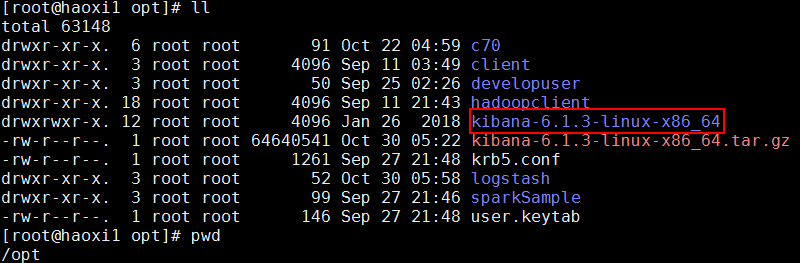 [root@haoxi1 opt]# ll
total 63148
drwxr-xr-x.  6 root root       91 Oct 22 04:59 c70
drwxr-xr-x.  3 root root     4096 Sep 11 03:49 client
drwxr-xr-x.  3 root root       50 Sep 25 02:26 developuser
drwxr-xr-x. 18 root root     4096 Sep 11 21:43 hadoopclient
drwxrwxr-x. 12 root root     4096 Jan 26  2018 kibana-6.1.3-linux-x86_64
-rw-r--r--.  1 root root 64640541 Oct 30 05:22 kibana-6.1.3-linux-x86_64.tar.gz
-rw-r--r--.  1 root root     1261 Sep 27 21:48 krb5.conf
drwxr-xr-x.  3 root root       52 Oct 30 05:58 logstash
drwxr-xr-x.  3 root root       99 Sep 27 21:46 sparkSample
-rw-r--r--.  1 root root      146 Sep 27 21:48 user.keytab
[root@haoxi1 opt]# pwd
/opt